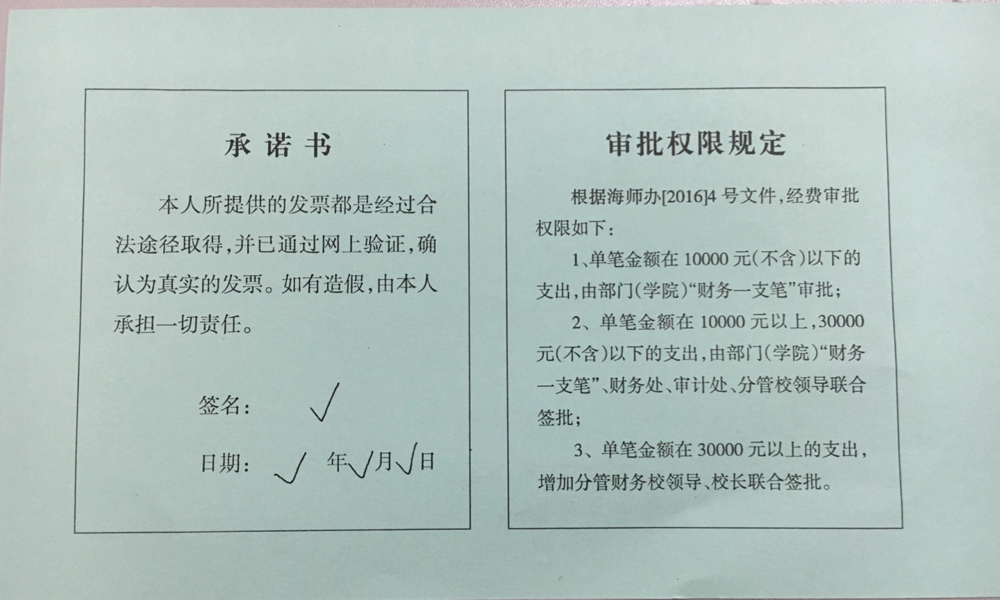 承诺书
本人所提供的发票都是经过合
法途径取得,并已通过网上验证,确
认为真实的发票。如有造假,由本人
承担一切责任。
签名: √
日期: √ 年√月√日
审批权限规定
根据海师办[2016]4 号文件,经费审批
权限如下:
1、单笔金额在 10000 元(不含)以下的
支出,由部门(学院)“财务一支笔”审批;
2、单笔金额在 10000 元以上,30000
元(不含)以下的支出,由部门(学院)“财务
一支笔”、财务处、审计处、分管校领导联合
签批;
3、单笔金额在 30000 元以上的支出,
增加分管财务校领导、校长联合签批。